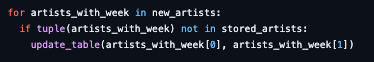 for artists_with_week in new_artists:
  if tuple(artists_with_week) not in stored_artists:
    update_table(artists_with_week[0], artists_with_week[1])